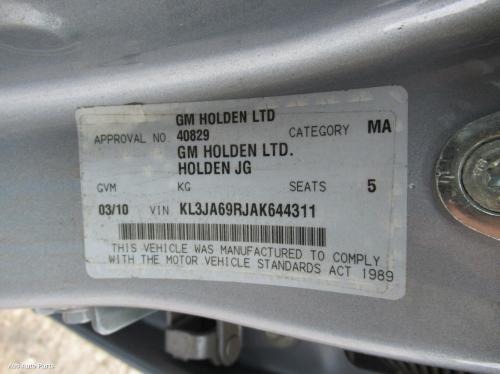 GM HOLDEN LTD
APPROVAL NO. 40829 CATEGORY MA
GM HOLDEN LTD.
HOLDEN JG
GVM KG SEATS 5
03/10 VIN KL3JA69RJAK644311
THIS VEHICLE WAS MANUFACTURED TO COMPLY
WITH THE MOTOR VEHICLE STANDARDS ACT 1989